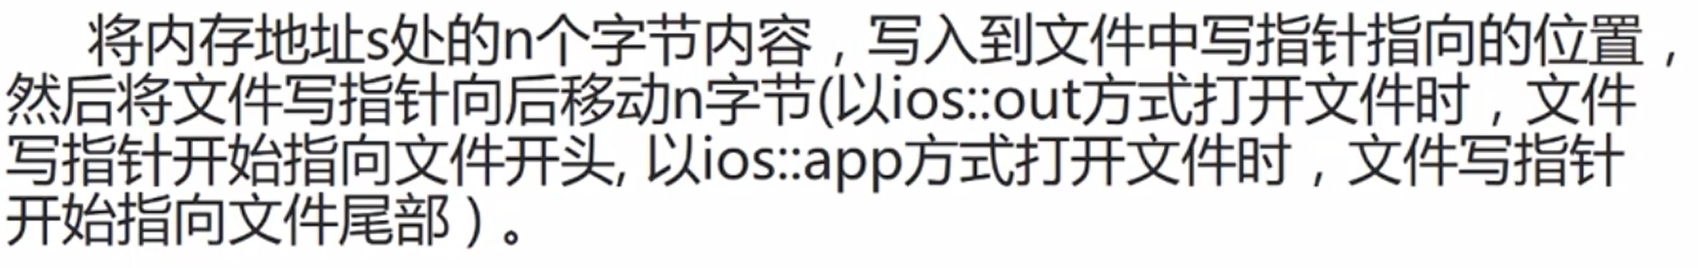 将内存地址s处的n个字节内容，写入到文件中写指针指向的位置，
然后将文件写指针向后移动n字节(以ios::out方式打开文件时，文件
写指针开始指向文件开头, 以ios::app方式打开文件时，文件写指针
开始指向文件尾部）。